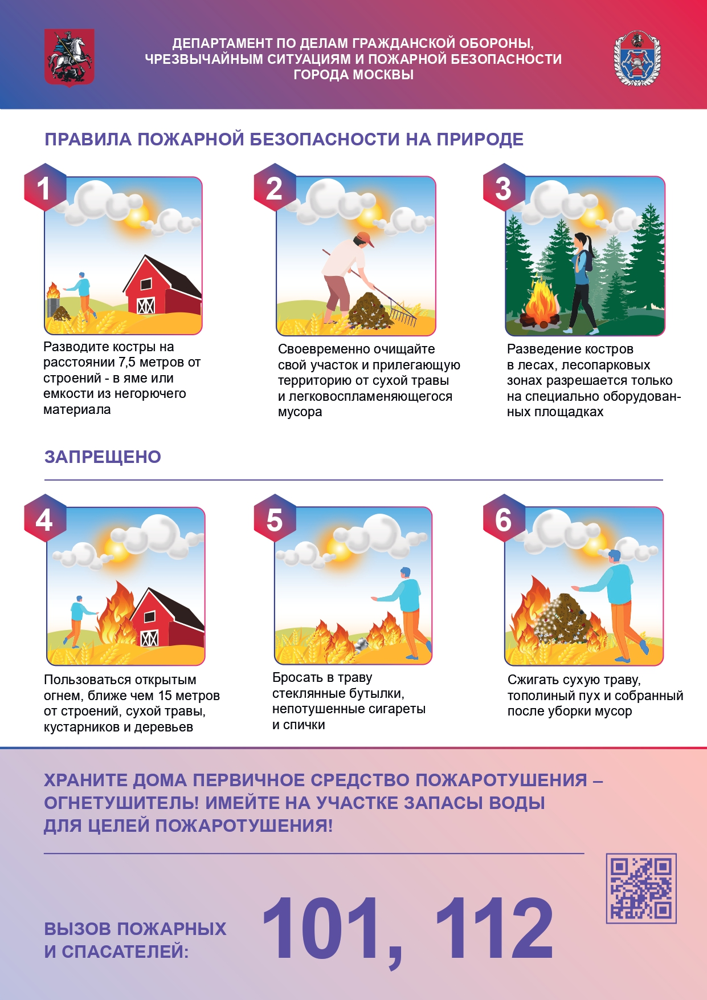 ДЕПАРТАМЕНТ ПО ДЕЛАМ ГРАЖДАНСКОЙ ОБОРОНЫ,
ЧРЕЗВЫЧАЙНЫМ СИТУАЦИЯМ И ПОЖАРНОЙ БЕЗОПАСНОСТИ
ГОРОДА МОСКВЫ
ПРАВИЛА ПОЖАРНОЙ БЕЗОПАСНОСТИ НА ПРИРОДЕ
1
Разводите костры на
расстоянии 7,5 метров от
строений - в яме или
емкости из негорючего
материала
2
Своевременно очищайте
свой участок и прилегающую
территорию от сухой травы
и легковоспламеняющегося
мусора
3
Разведение костров
в лесах, лесопарковых
зонах разрешается только
на специально оборудован-
ных площадках
ЗАПРЕЩЕНО
4
Пользоваться открытым
огнем, ближе чем 15 метров
от строений, сухой травы,
кустарников и деревьев
5
Бросать в траву
стеклянные бутылки,
непотушенные сигареты
и спички
6
Сжигать сухую траву,
тополиный пух и собранный
после уборки мусор
ХРАНИТЕ ДОМА ПЕРВИЧНОЕ СРЕДСТВО ПОЖАРОТУШЕНИЯ –
ОГНЕТУШИТЕЛЬ! ИМЕЙТЕ НА УЧАСТКЕ ЗАПАСЫ ВОДЫ
ДЛЯ ЦЕЛЕЙ ПОЖАРОТУШЕНИЯ!
ВЫЗОВ ПОЖАРНЫХ
И СПАСАТЕЛЕЙ:
101, 112